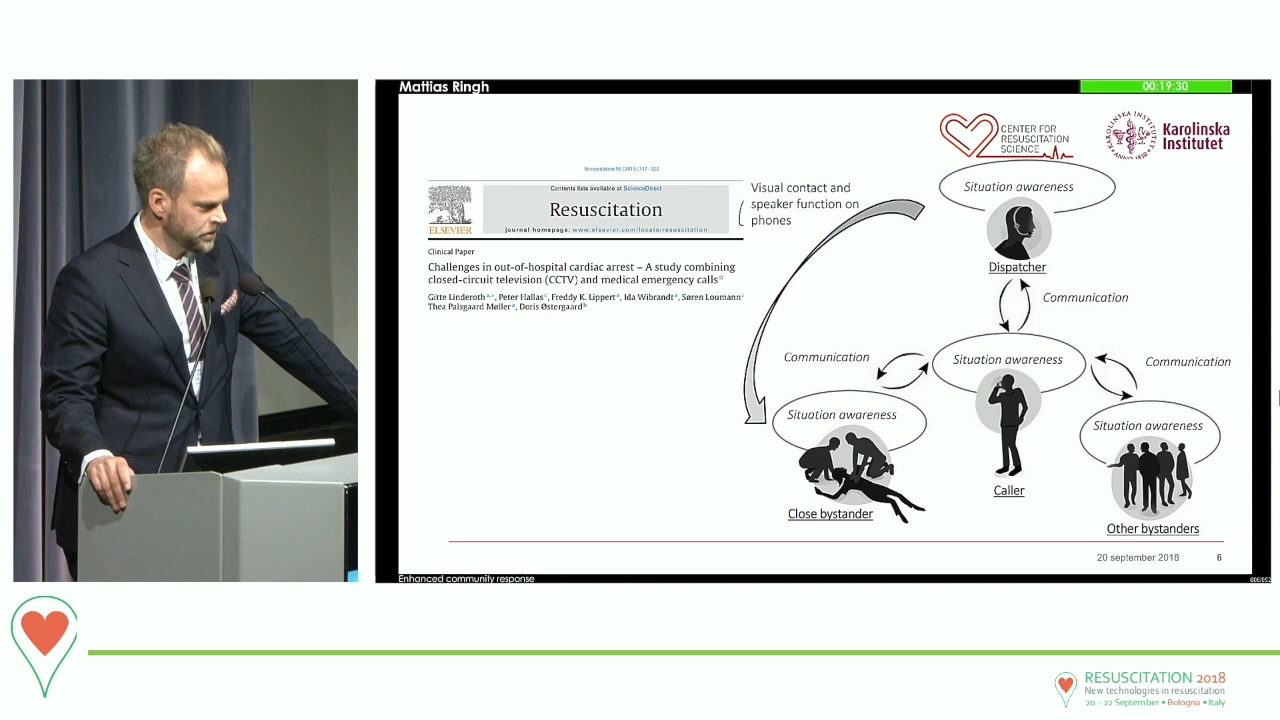 Mattias Ringh
00:19:30
CENTER FOR
RESUSCITATION
SCIENCE
KAROLINSKA INSTITUTET
ANNO 1810
Karolinska
Institutet
Resuscitation 96 (2015) 317–322
Contents lists available at ScienceDirect
Resuscitation
journal homepage: www.elsevier.com/locate/resuscitation
ELSEVIER
Clinical Paper
Challenges in out-of-hospital cardiac arrest – A study combining
closed-circuit television (CCTV) and medical emergency calls
Gitte Linderoth, Peter Hallas, Freddy K. Lippert, Ida Wibrandt, Søren Loumann,
Thea Palsgaard Møller, Doris Østergaard
Visual contact and
speaker function on
phones
Situation awareness
Dispatcher
Communication
Communication
Situation awareness
Communication
Situation awareness
Situation awareness
Caller
Close bystander
Other bystanders
20 september 2018 6
Enhanced community response
RESUSCITATION 2018
New technologies in resuscitation
20 - 22 September • Bologna • Italy